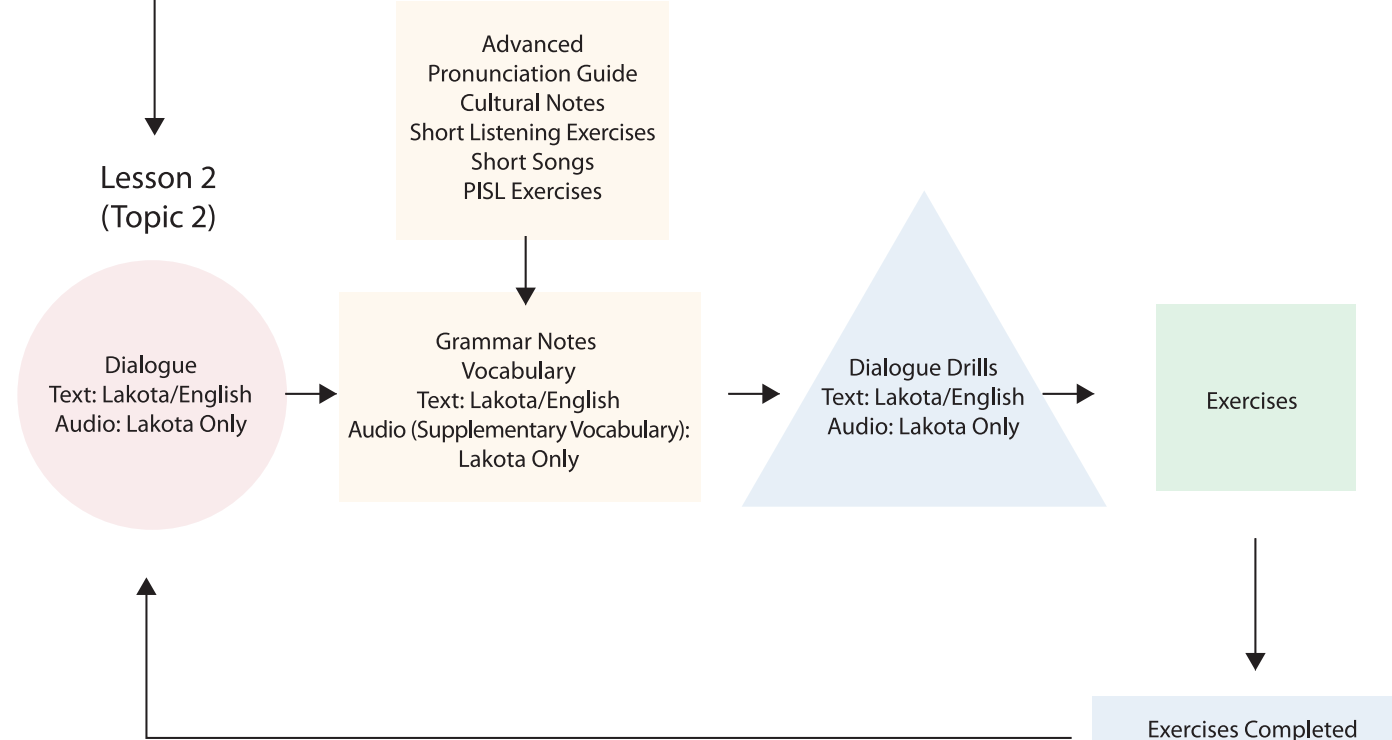 Advanced
Pronunciation Guide
Cultural Notes
Short Listening Exercises
Short Songs
PISL Exercises
Lesson 2
(Topic 2)
Dialogue
Text: Lakota/English
Audio: Lakota Only
Grammar Notes
Vocabulary
Text: Lakota/English
Audio (Supplementary Vocabulary):
Lakota Only
Dialogue Drills
Text: Lakota/English
Audio: Lakota Only
Exercises
Exercises Completed